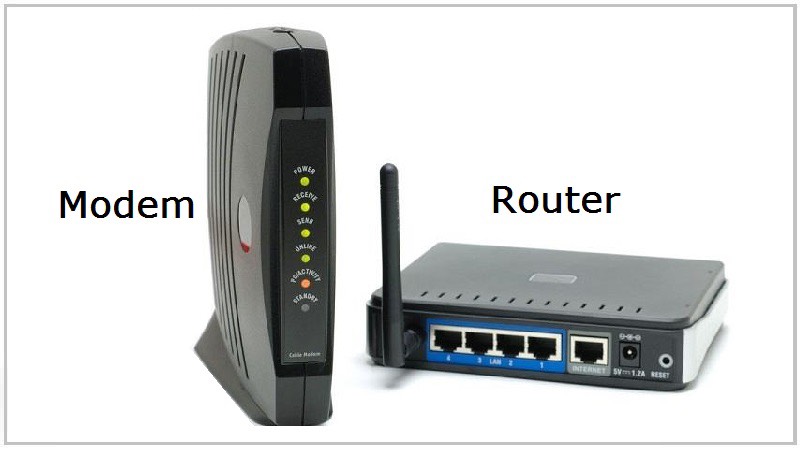 Modem
Router
POWER
RECEIVE
SEND
ONLINE
PC/ACTIVITY
STANDBY
Cable Modem
4 3 LAN 2 1
INTERNET
5V⎓1.2A
RESET